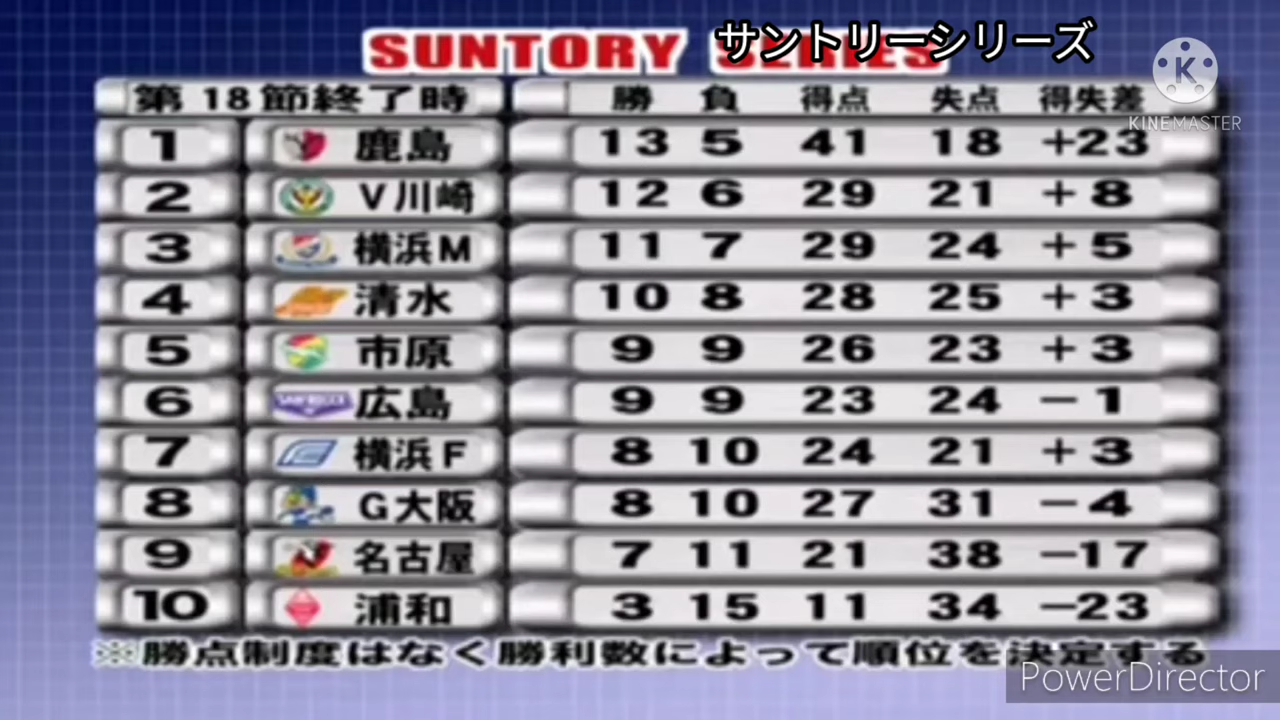 SUNTORY SERIES
サントリーシリーズ
KINEMASTER
第18節終了時 勝 負 得点 失点 得失差
1 鹿島 13 5 41 18 +23
2 V川崎 12 6 29 21 +8
3 横浜M 11 7 29 24 +5
4 清水 10 8 28 25 +3
5 市原 9 9 26 23 +3
6 広島 9 9 23 24 -1
7 横浜F 8 10 24 21 +3
8 G大阪 8 10 27 31 -4
9 名古屋 7 11 21 38 -17
10 浦和 3 15 11 34 -23
※勝点制度はなく勝利数によって順位を決定する
PowerDirector